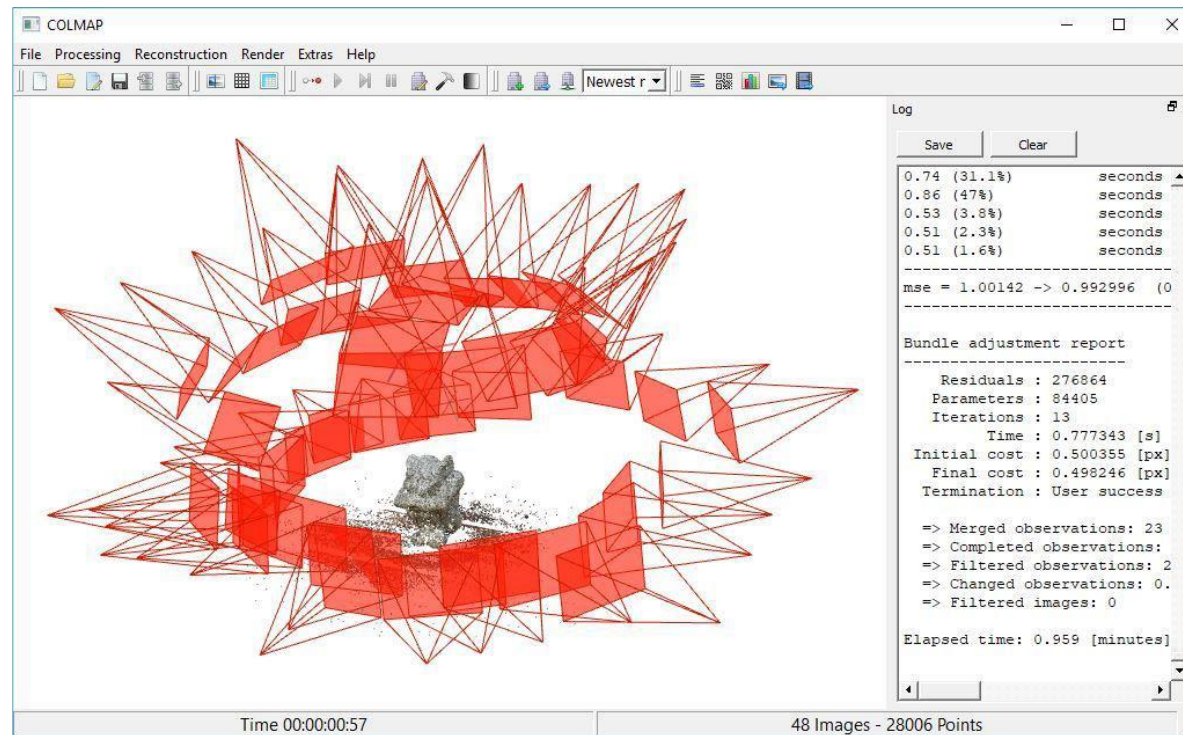 COLMAP
File Processing Reconstruction Render Extras Help
Newest r
Log
Save Clear
0.74 (31.1%) seconds
0.86 (47%) seconds
0.53 (3.8%) seconds
0.51 (2.3%) seconds
0.51 (1.6%) seconds
------------------------------
mse = 1.00142 -> 0.992996 (0
------------------------------
Bundle adjustment report
-------------------------
Residuals : 276864
Parameters : 84405
Iterations : 13
Time : 0.777343 [s]
Initial cost : 0.500355 [px]
Final cost : 0.498246 [px]
Termination : User success
=> Merged observations: 23
=> Completed observations:
=> Filtered observations: 2
=> Changed observations: 0.
=> Filtered images: 0
Elapsed time: 0.959 [minutes]
Time 00:00:00:57
48 Images - 28006 Points